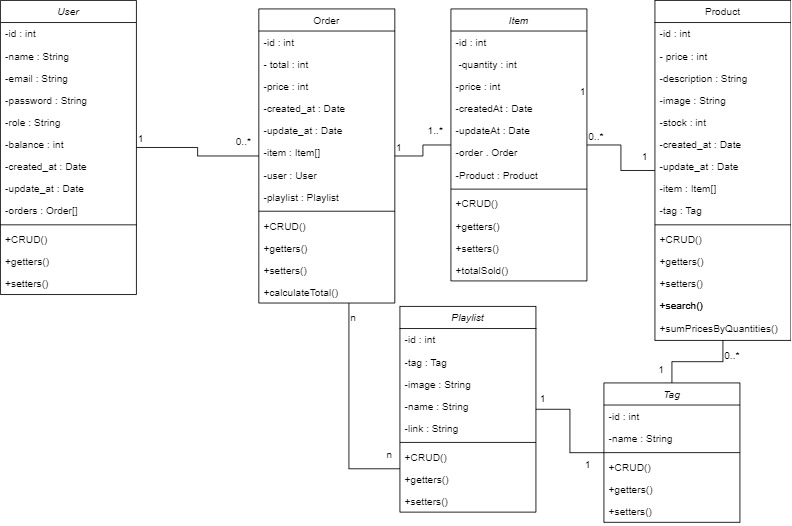 User
-id : int
-name : String
-email : String
-password : String
-role : String
-balance : int
-created_at : Date
-update_at : Date
-orders : Order[]
+CRUD()
+getters()
+setters()
1
0..*
Order
-id : int
- total : int
-price : int
-created_at : Date
-update_at : Date
-item : Item[]
-user : User
-playlist : Playlist
+CRUD()
+getters()
+setters()
+calculateTotal()
1
1..*
Item
-id : int
-quantity : int
-price : int
-createdAt : Date
-updateAt : Date
-order . Order
-Product : Product
+CRUD()
+getters()
+setters()
+totalSold()
1
0..*
1
Product
-id : int
- price : int
-description : String
-image : String
-stock : int
-created_at : Date
-update_at : Date
-item : Item[]
-tag : Tag
+CRUD()
+getters()
+setters()
+search()
+sumPricesByQuantities()
n
n
Playlist
-id : int
-tag : Tag
-image : String
-name : String
-link : String
+CRUD()
+getters()
+setters()
1
1
0..*
1
Tag
-id : int
-name : String
+CRUD()
+getters()
+setters()